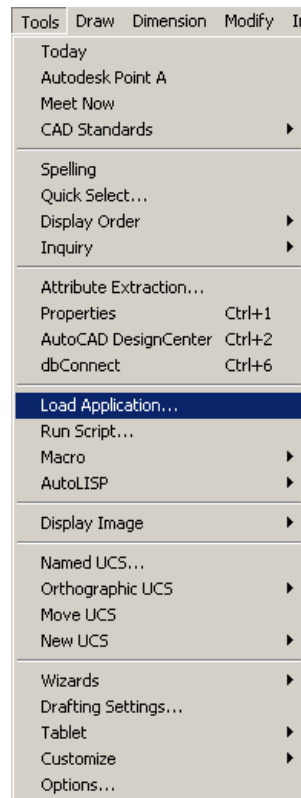 Tools Draw Dimension Modify
Today
Autodesk Point A
Meet Now
CAD Standards
Spelling
Quick Select...
Display Order
Inquiry
Attribute Extraction...
Properties Ctrl+1
AutoCAD DesignCenter Ctrl+2
dbConnect Ctrl+6
Load Application...
Run Script...
Macro
AutoLISP
Display Image
Named UCS...
Orthographic UCS
Move UCS
New UCS
Wizards
Drafting Settings...
Tablet
Customize
Options...